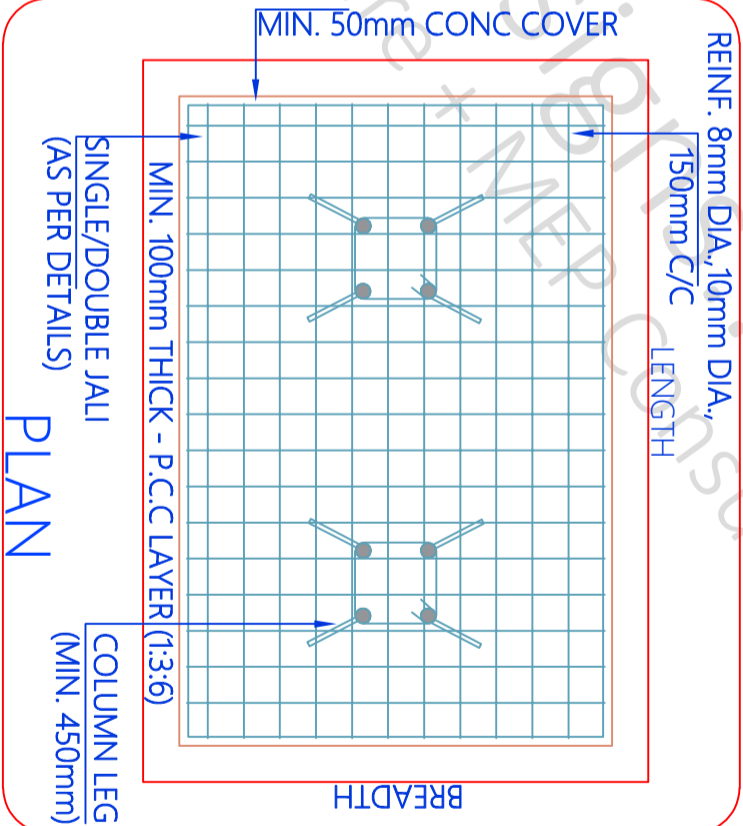 MIN. 50mm CONC COVER
REINF. 8mm DIA., 10mm DIA.,
150mm C/C
LENGTH
MIN. 100mm THICK - P.C.C LAYER (1:3:6)
SINGLE/DOUBLE JALI
(AS PER DETAILS)
COLUMN LEG
(MIN. 450mm)
BREADTH
PLAN
+ MEP